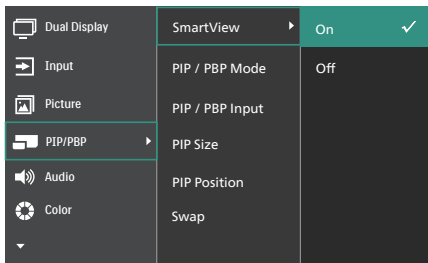 Dual Display
Input
Picture
PIP/PBP
Audio
Color
SmartView
PIP / PBP Mode
PIP / PBP Input
PIP Size
PIP Position
Swap
On
Off